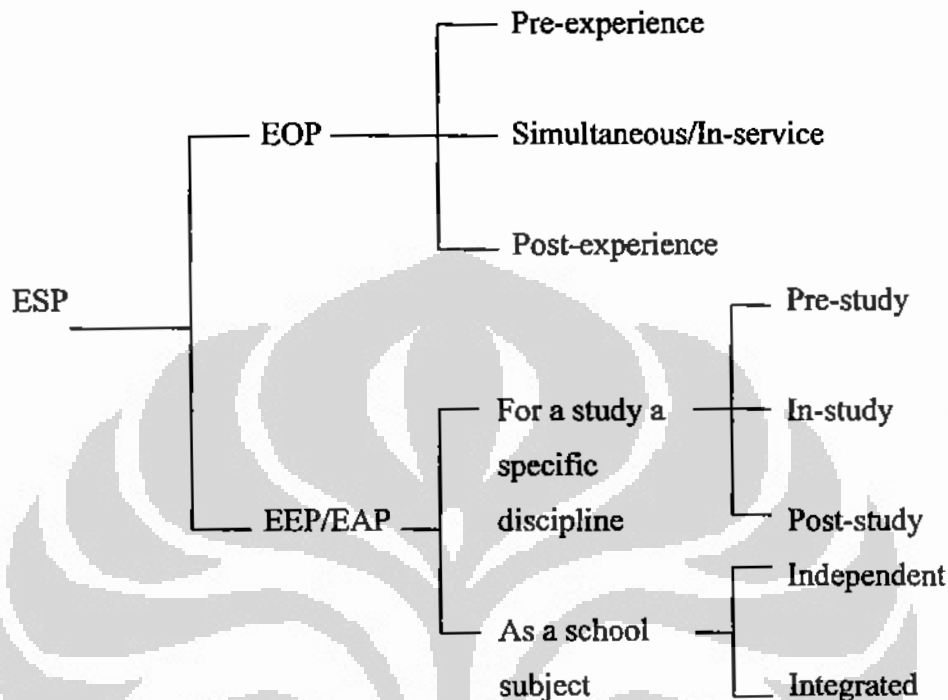 Pre-experience
EOP
Simultaneous/In-service
Post-experience
ESP
Pre-study
For a study a
In-study
specific
discipline
EEP/EAP
Post-study
Independent
As a school
subject
Integrated